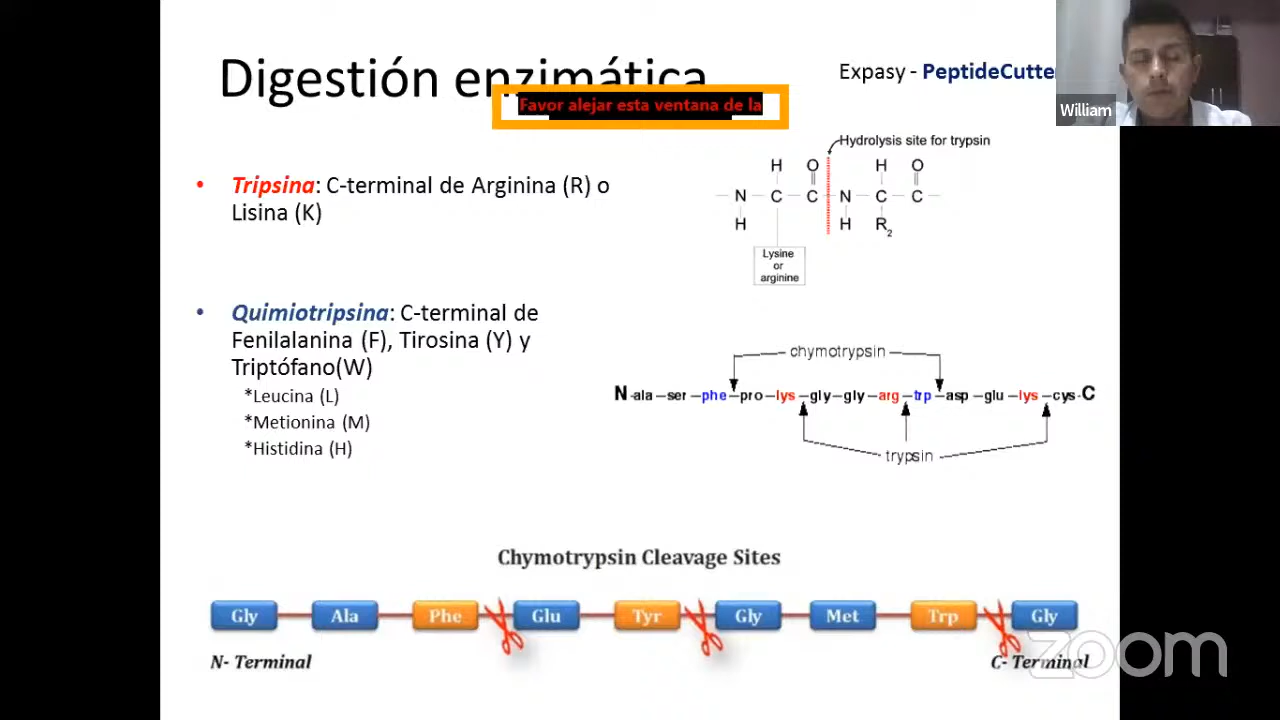 Digestión enzimática
Expasy - PeptideCutte
Favor alejar esta ventana de la
William
• Tripsina: C-terminal de Arginina (R) o
Lisina (K)
Hydrolysis site for trypsin
H O H O
N C C N C C
H H R2
Lysine
or
arginine
• Quimiotripsina: C-terminal de
Fenilalanina (F), Tirosina (Y) y
Triptófano(W)
*Leucina (L)
*Metionina (M)
*Histidina (H)
chymotrypsin
N-ala—ser—phe—pro—lys—gly—gly—arg—trp—asp—glu—lys—cys-C
trypsin
Chymotrypsin Cleavage Sites
Gly Ala Phe Glu Tyr Gly Met Trp Gly
N- Terminal C- Terminal
zoom